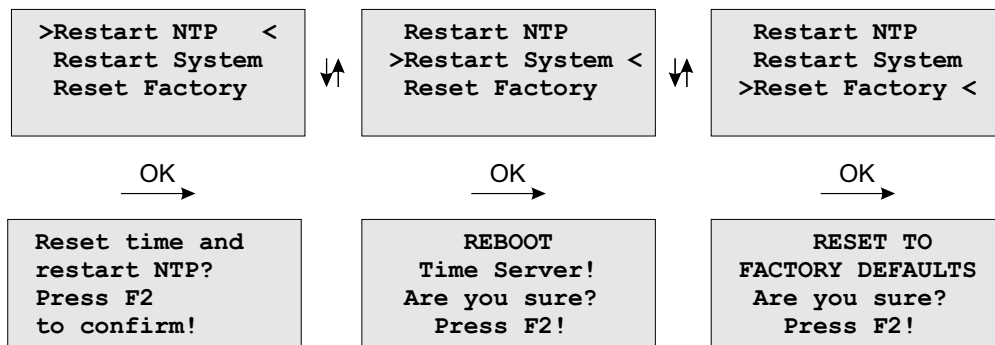 >Restart NTP <
Restart System
Reset Factory
Restart NTP
>Restart System <
Reset Factory
Restart NTP
Restart System
>Reset Factory <
OK
OK
OK
Reset time and
restart NTP?
Press F2
to confirm!
REBOOT
Time Server!
Are you sure?
Press F2!
RESET TO
FACTORY DEFAULTS
Are you sure?
Press F2!